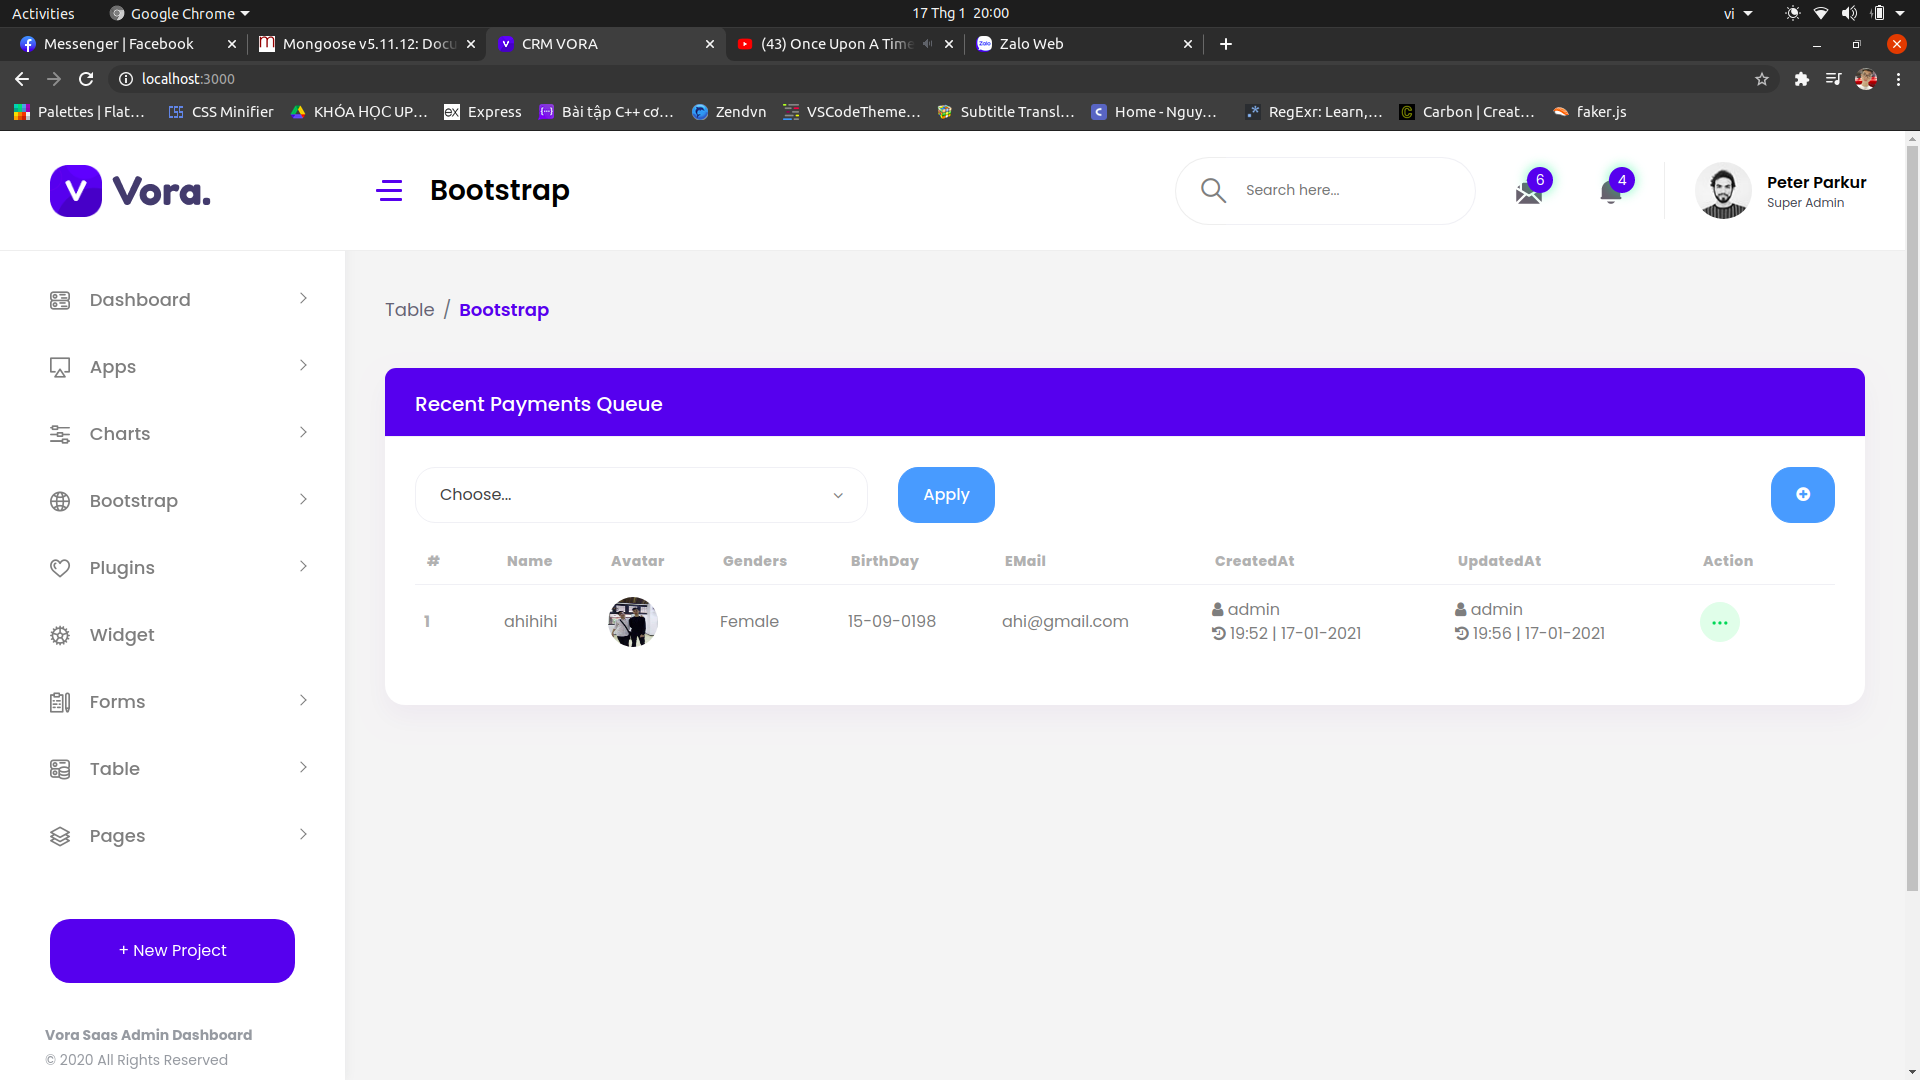 Activities
Google Chrome
17 Thg 1 20:00
vi
Messenger | Facebook
Mongoose v5.11.12: Docu
CRM VORA
(43) Once Upon A Time
Zalo Web
localhost:3000
Palettes | Flat...
CSS Minifier
KHÓA HỌC UP...
Express
Bài tập C++ cơ...
Zendvn
VSCodeTheme...
Subtitle Transl...
Home - Nguy...
RegExr: Learn,...
Carbon | Creat...
faker.js
Vora.
Bootstrap
Search here...
6
4
Peter Parkur
Super Admin
Dashboard
Apps
Charts
Bootstrap
Plugins
Widget
Forms
Table
Pages
+ New Project
Vora Saas Admin Dashboard
© 2020 All Rights Reserved
Table / Bootstrap
Recent Payments Queue
Choose...
Apply
# Name Avatar Genders BirthDay EMail CreatedAt UpdatedAt Action
1 ahihihi Female 15-09-0198 ahi@gmail.com
admin
19:52 | 17-01-2021
admin
19:56 | 17-01-2021